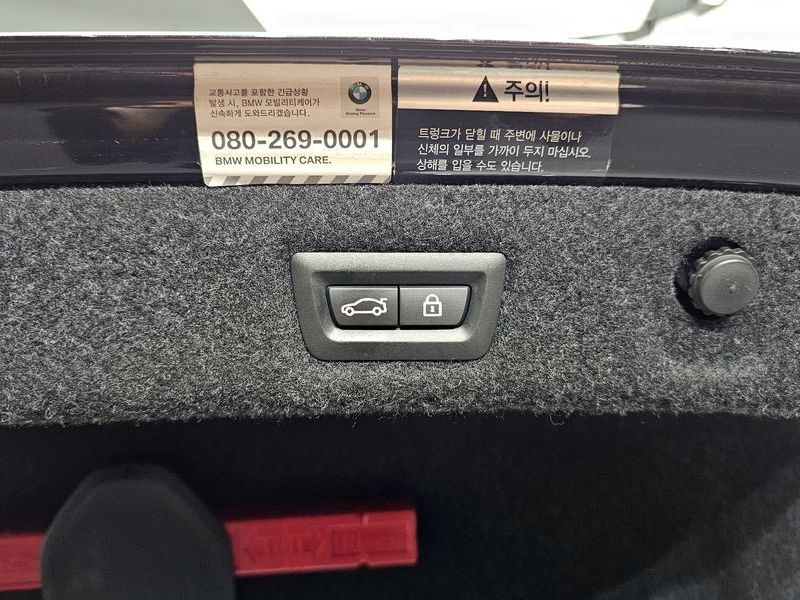 교통사고를 포함한 긴급상황
발생 시, BMW 모빌리티케어가
신속하게 도와드리겠습니다.
080-269-0001
BMW MOBILITY CARE.
주의!
트렁크가 닫힐 때 주변에 사물이나
신체의 일부를 가까이 두지 마십시오.
상해를 입을 수도 있습니다.